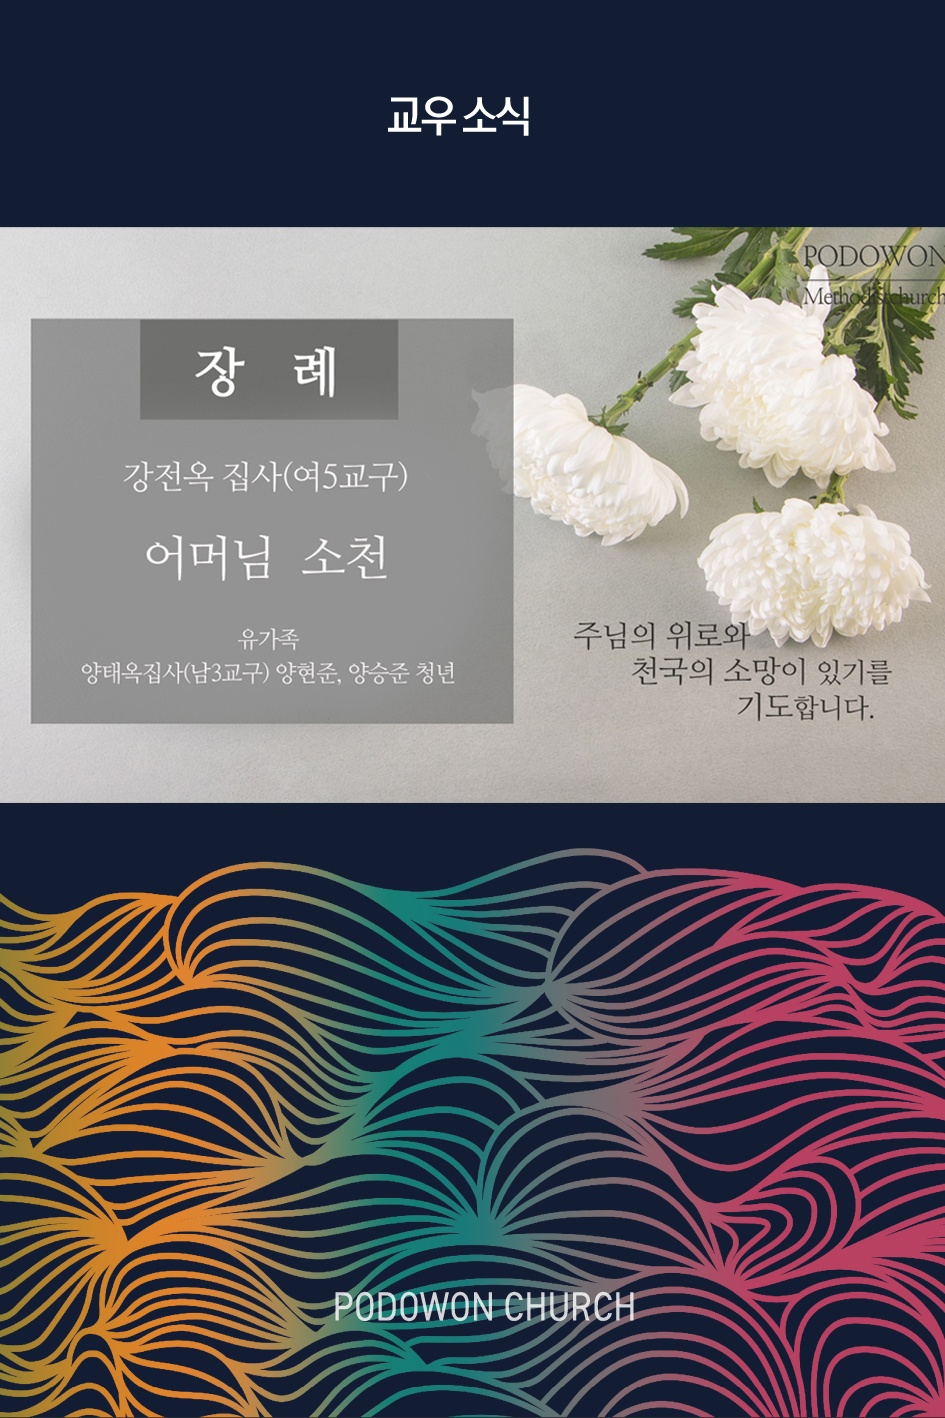 교우 소식
PODOWON
Methodist church
장 례
강전옥 집사(여5교구)
어머님 소천
유가족
양태옥집사(남3교구) 양현준, 양승준 청년
주님의 위로와
천국의 소망이 있기를
기도합니다.
PODOWON CHURCH